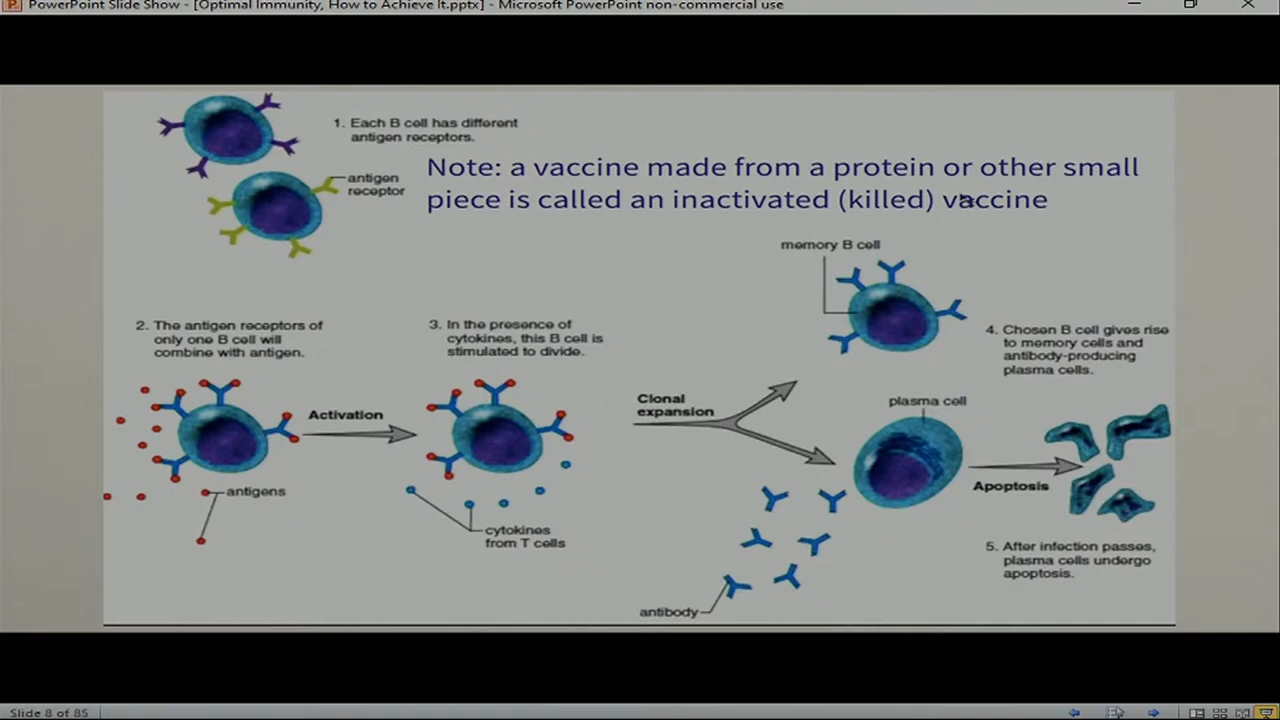 PowerPoint Slide Show - [Optimal Immunity, How to Achieve It.pptx] - Microsoft PowerPoint non-commercial use
1. Each B cell has different
antigen receptors.
antigen
receptor
Note: a vaccine made from a protein or other small
piece is called an inactivated (killed) vaccine
memory B cell
2. The antigen receptors of
only one B cell will
combine with antigen.
3. In the presence of
cytokines, this B cell is
stimulated to divide.
4. Chosen B cell gives rise
to memory cells and
antibody-producing
plasma cells.
Activation
Clonal
expansion
plasma cell
antigens
cytokines
from T cells
Apoptosis
5. After infection passes,
plasma cells undergo
apoptosis.
antibody
Slide 8 of 85